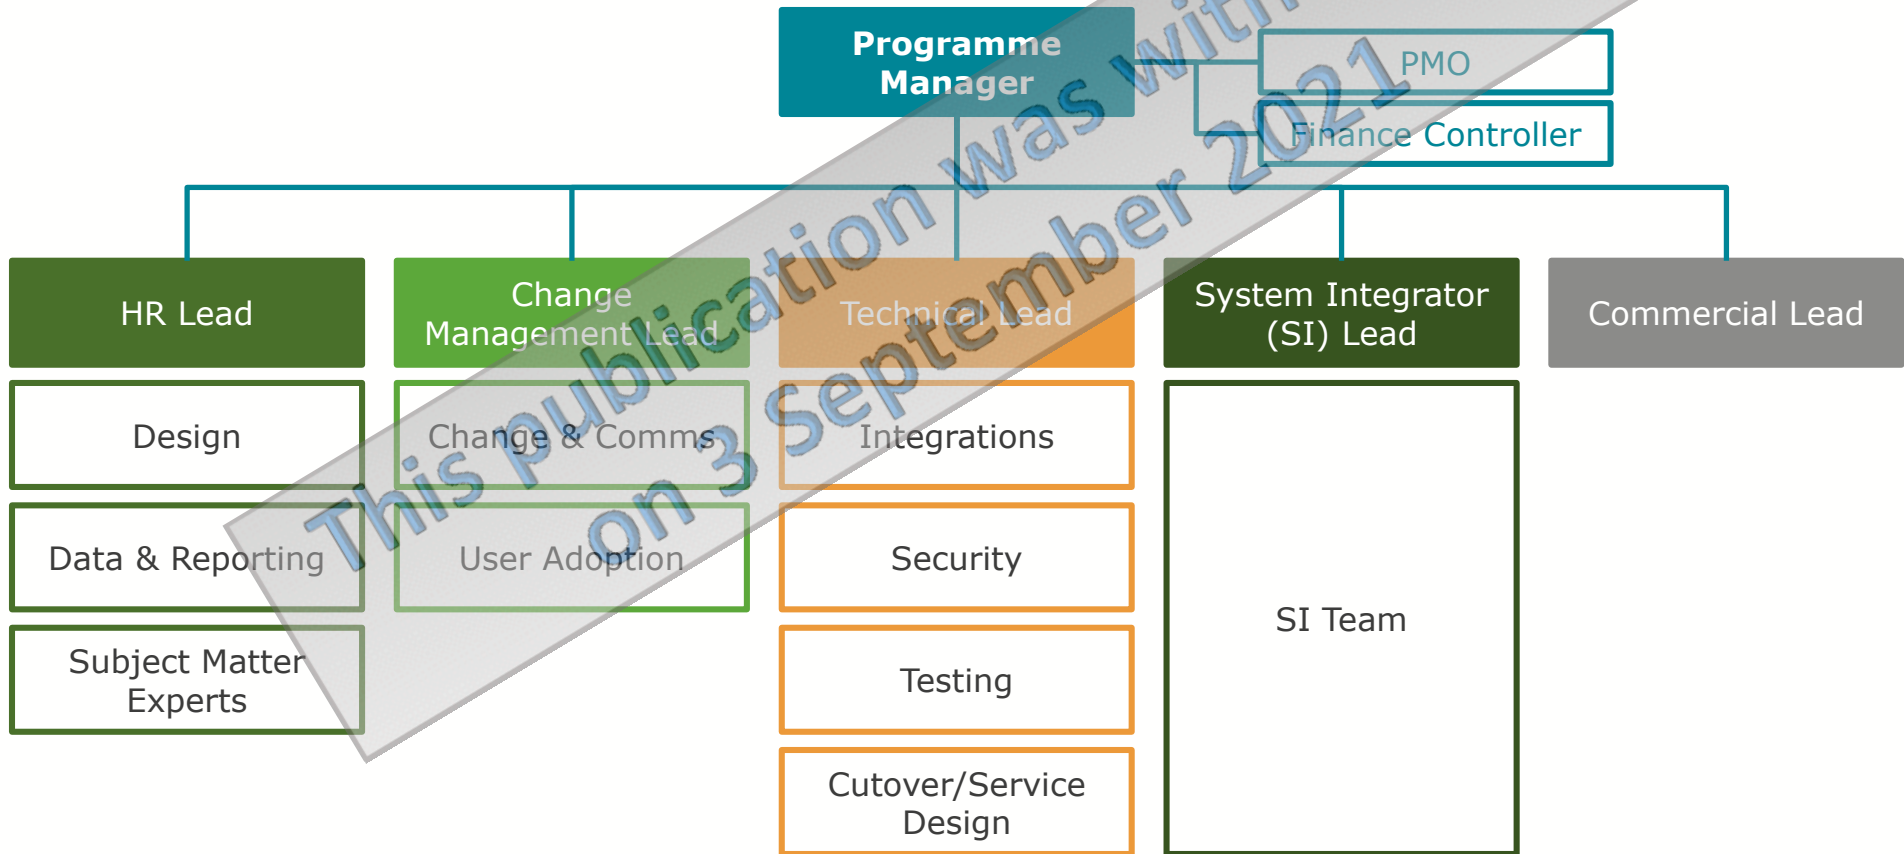 Programme
Manager
PMO
Finance Controller
HR Lead
Change
Management Lead
Technical Lead
System Integrator
(SI) Lead
Commercial Lead
Design
Change & Comms
Integrations
Data & Reporting
User Adoption
Security
SI Team
Subject Matter
Experts
Testing
Cutover/Service
Design
This publication was with
on 3 September 2021